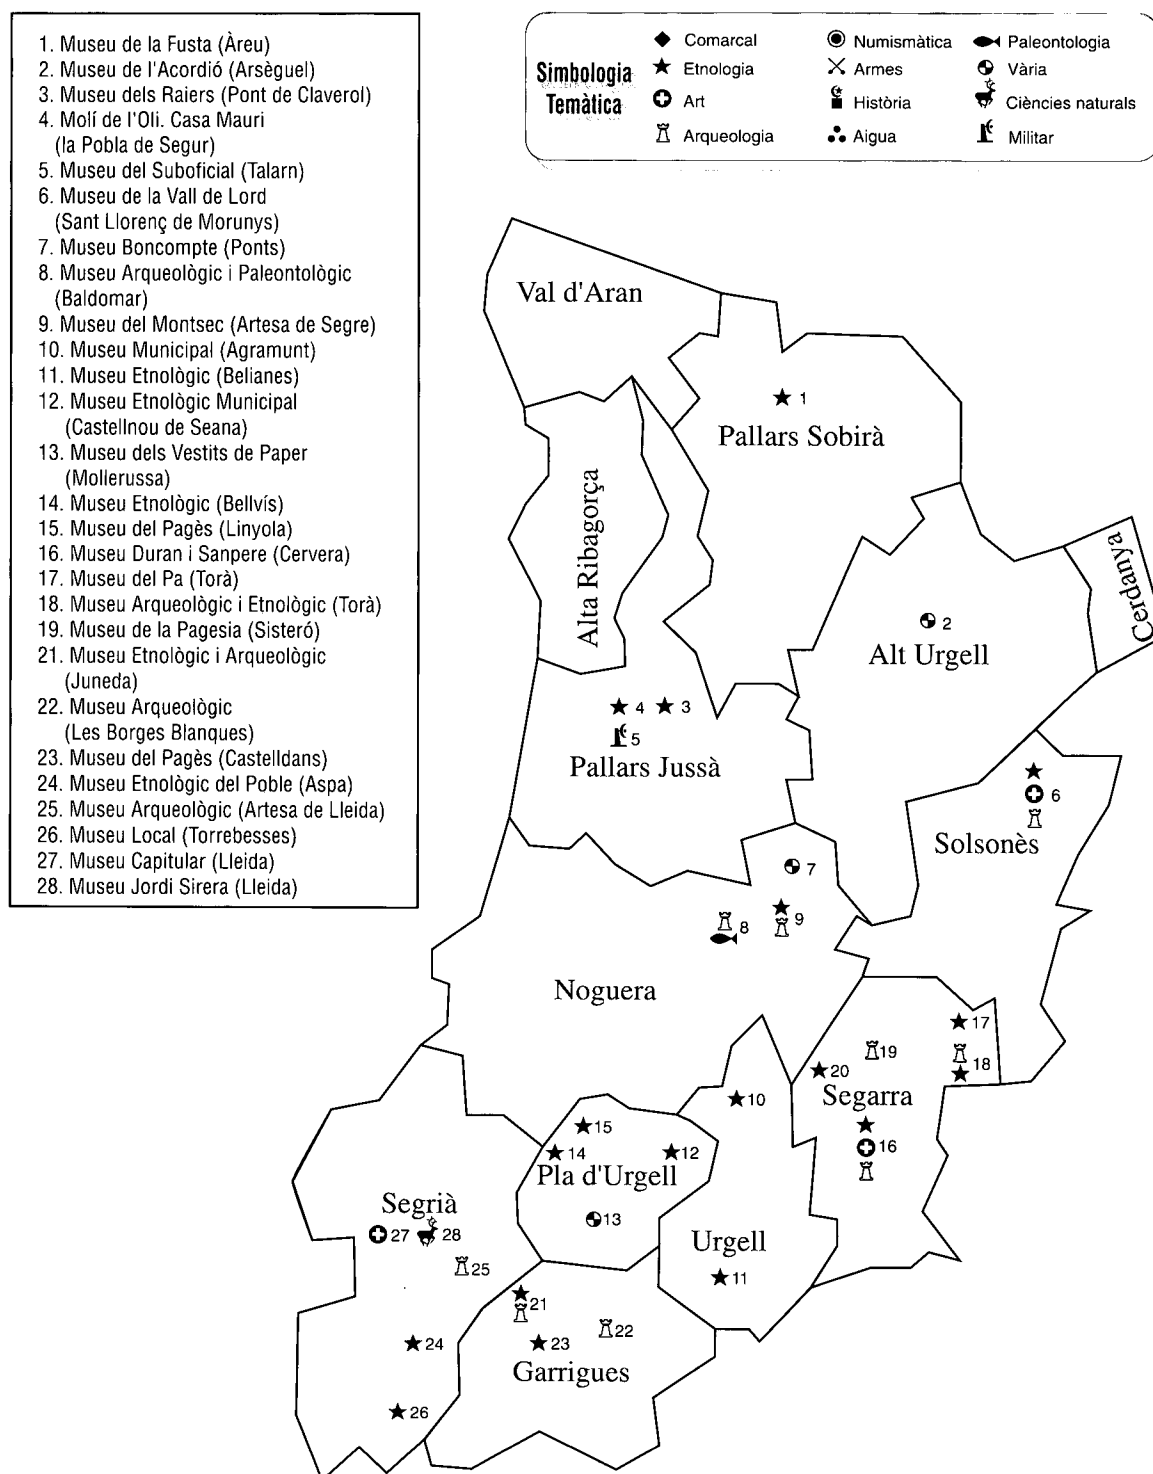 1. Museu de la Fusta (Àreu)
2. Museu de l'Acordió (Arsèguel)
3. Museu dels Raiers (Pont de Claverol)
4. Molí de l'Oli. Casa Mauri
(la Pobla de Segur)
5. Museu del Suboficial (Talarn)
6. Museu de la Vall de Lord
(Sant Llorenç de Morunys)
7. Museu Boncompte (Ponts)
8. Museu Arqueològic i Paleontològic
(Baldomar)
9. Museu del Montsec (Artesa de Segre)
10. Museu Municipal (Agramunt)
11. Museu Etnològic (Belianes)
12. Museu Etnològic Municipal
(Castellnou de Seana)
13. Museu dels Vestits de Paper
(Mollerussa)
14. Museu Etnològic (Bellvís)
15. Museu del Pagès (Linyola)
16. Museu Duran i Sanpere (Cervera)
17. Museu del Pa (Torà)
18. Museu Arqueològic i Etnològic (Torà)
19. Museu de la Pagesia (Sisteró)
21. Museu Etnològic i Arqueològic
(Juneda)
22. Museu Arqueològic
(Les Borges Blanques)
23. Museu del Pagès (Castelldans)
24. Museu Etnològic del Poble (Aspa)
25. Museu Arqueològic (Artesa de Lleida)
26. Museu Local (Torrebesses)
27. Museu Capitular (Lleida)
28. Museu Jordi Sirera (Lleida)
Simbologia
Temàtica
Comarcal
Etnologia
Art
Arqueologia
Numismàtica
Armes
Història
Aigua
Paleontologia
Vària
Ciències naturals
Militar
Val d'Aran
1
Pallars Sobirà
Alta Ribagorça
Cerdanya
2
Alt Urgell
4
3
5
Pallars Jussà
6
Solsonès
7
8
9
Noguera
17
19
18
20
Segarra
16
10
15
14
12
Pla d'Urgell
13
Segrià
27
28
25
Urgell
11
21
22
23
Garrigues
24
26